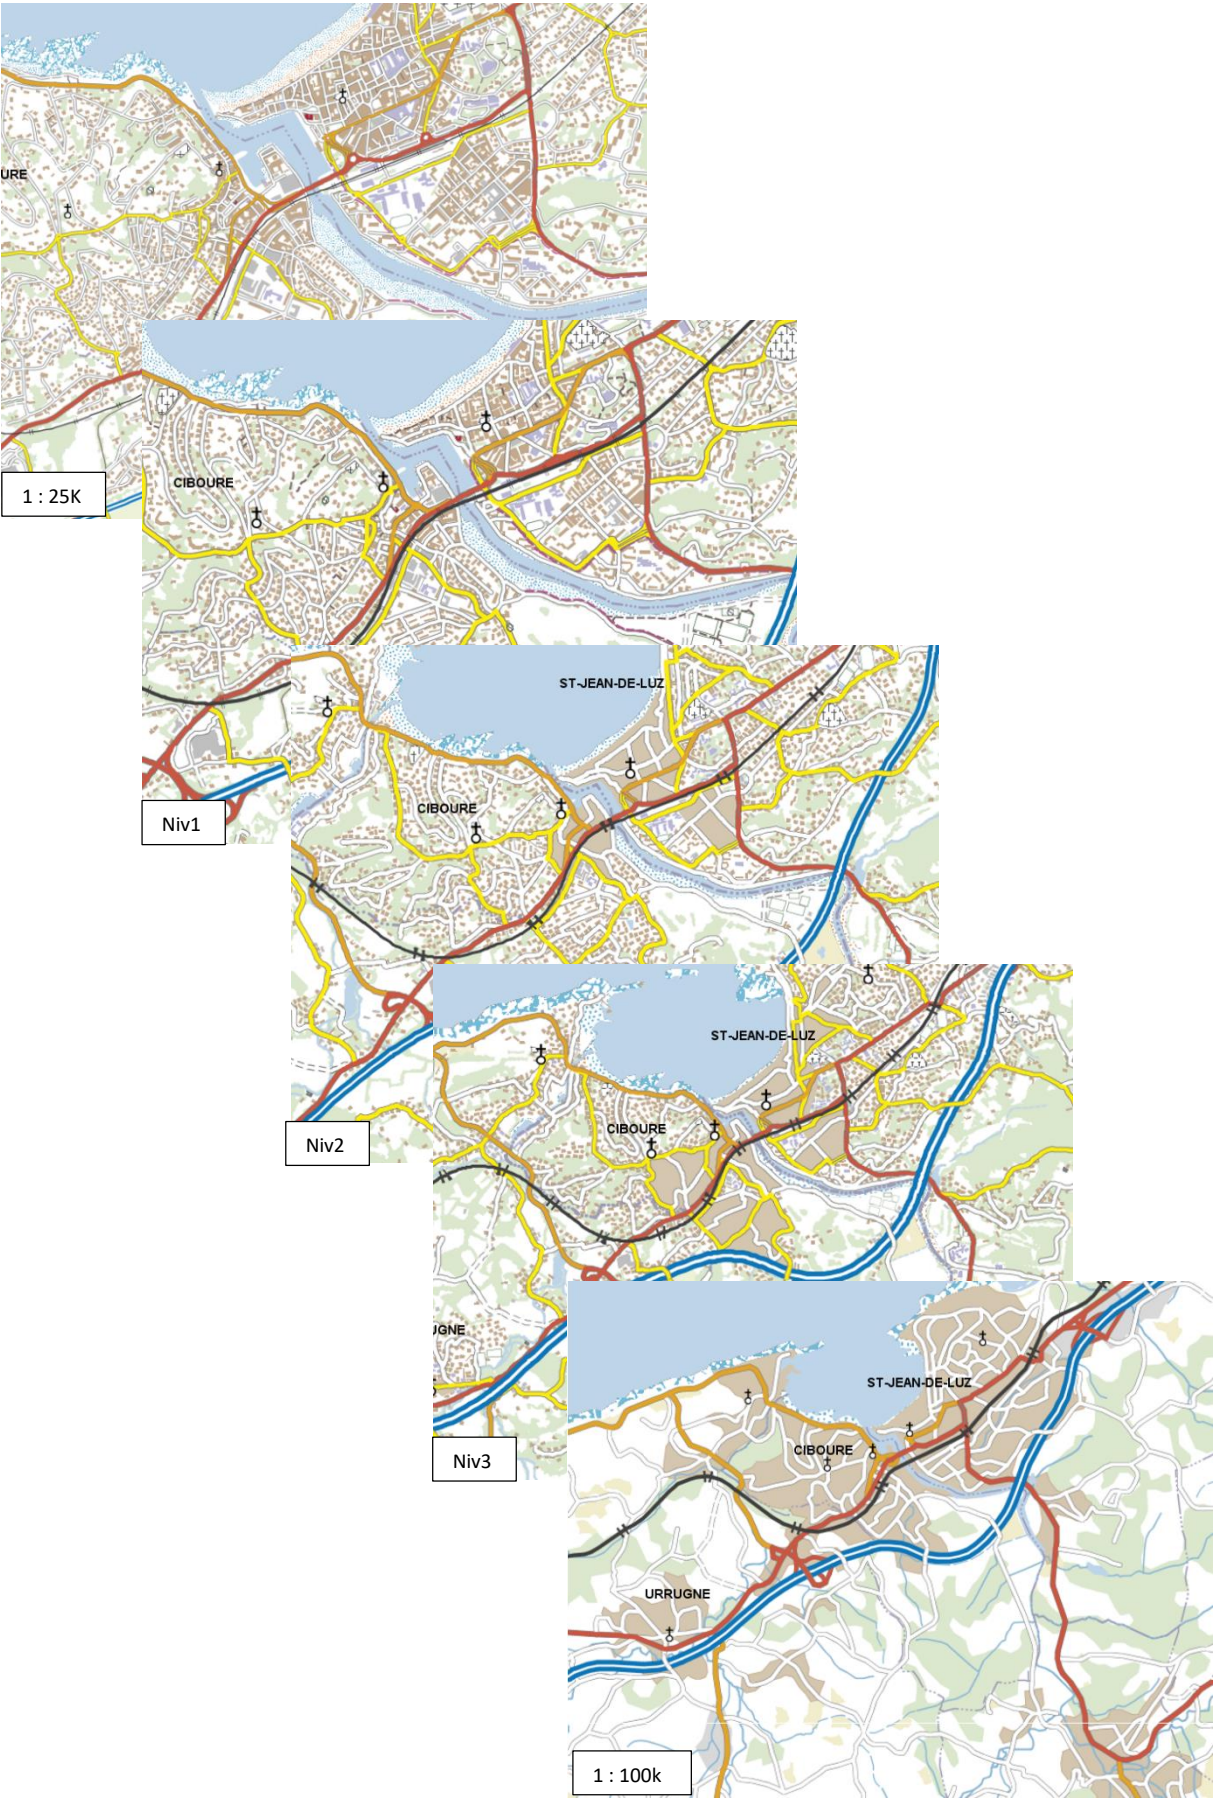 URE
1 : 25K
CIBOURE
Niv1
ST-JEAN-DE-LUZ
CIBOURE
Niv2
ST-JEAN-DE-LUZ
CIBOURE
UGNE
Niv3
ST-JEAN-DE-LUZ
CIBOURE
URRUGNE
1 : 100k